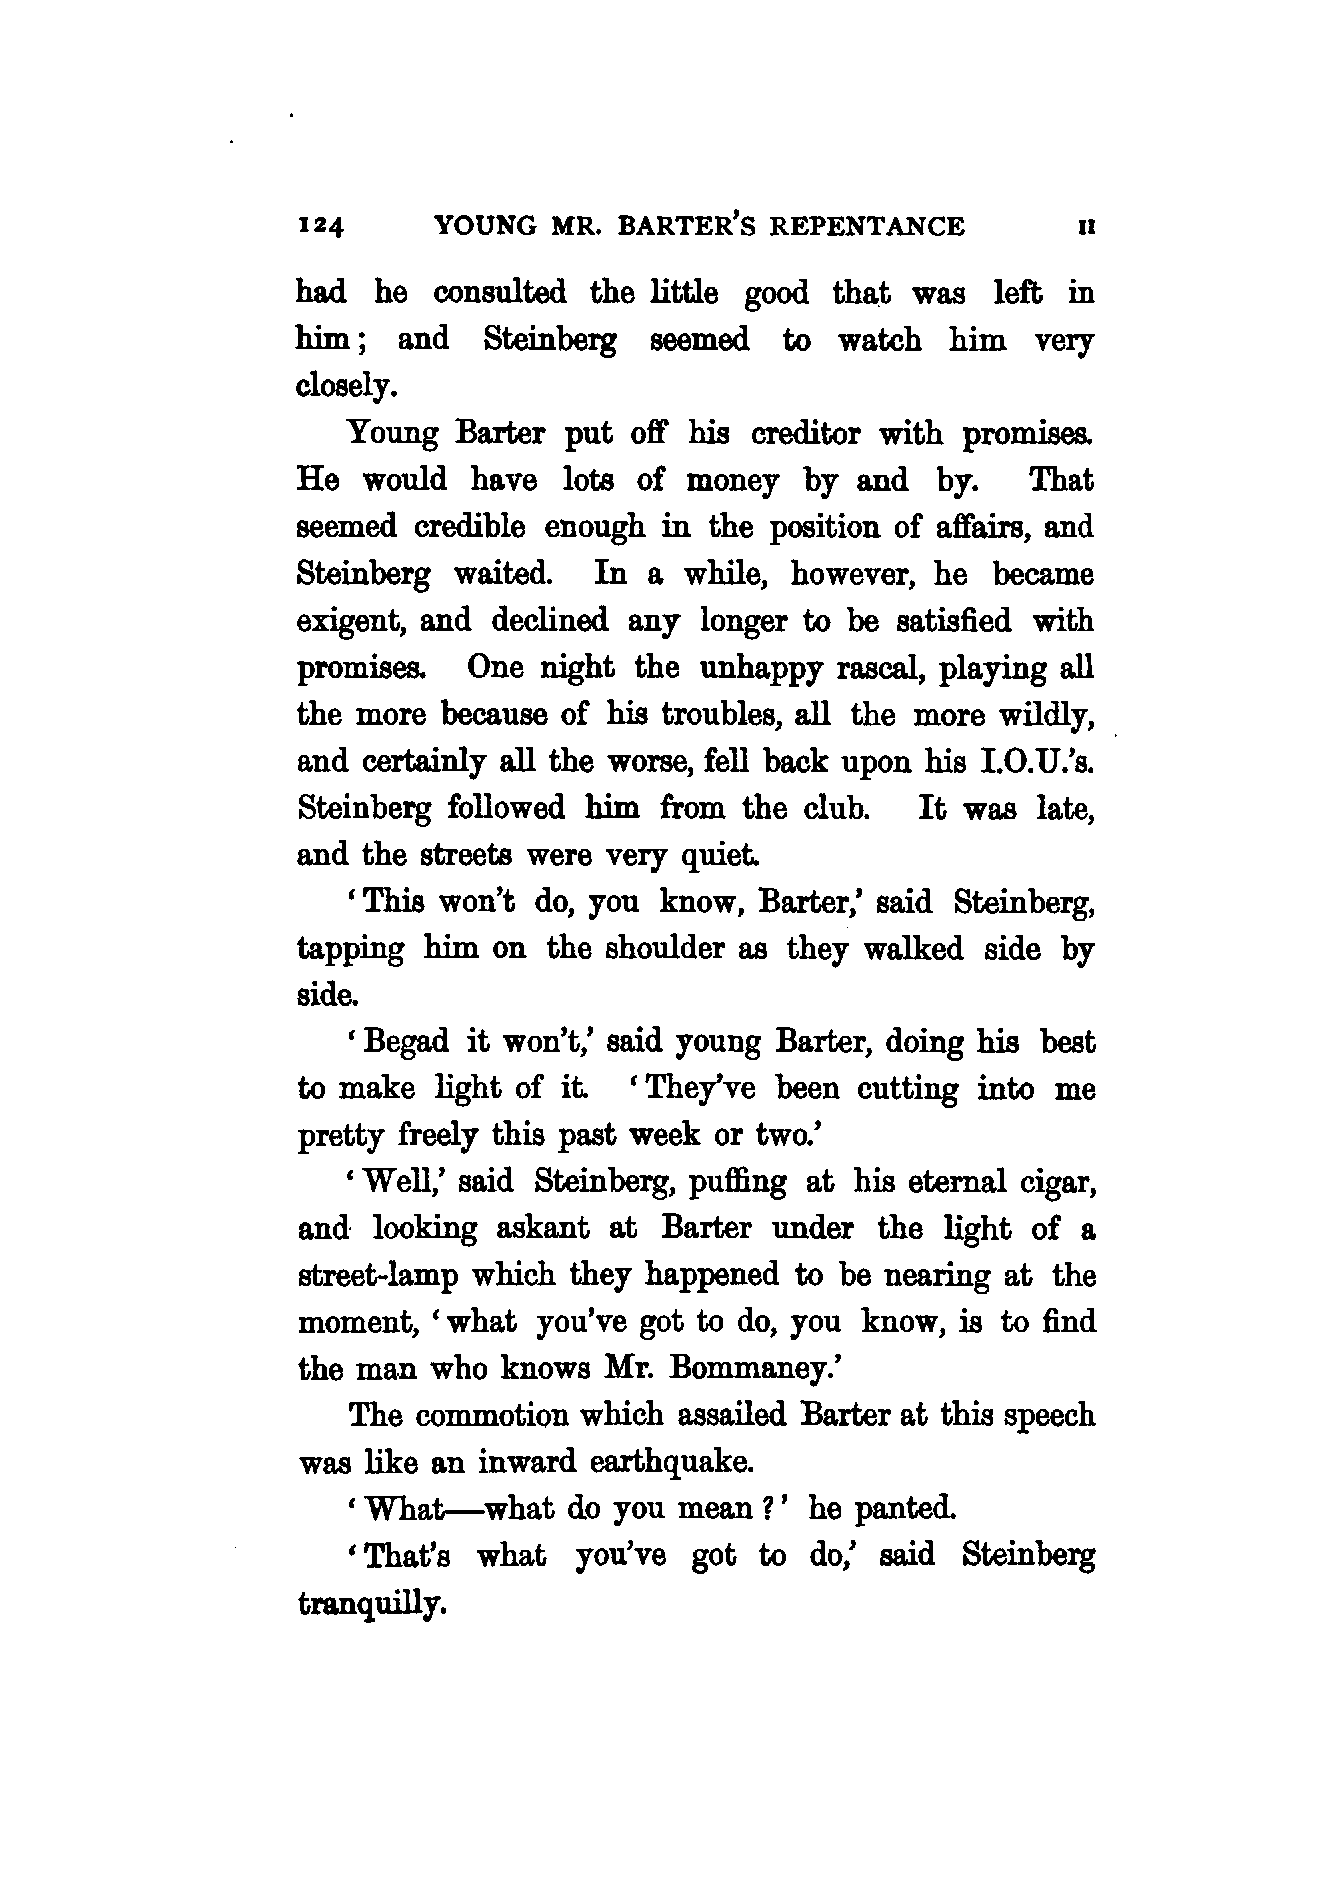 124 YOUNG MR. BARTER'S REPENTANCE II
had he consulted the little good that was left in
him; and Steinberg seemed to watch him very
closely.
Young Barter put off his creditor with promises.
He would have lots of money by and by. That
seemed credible enough in the position of affairs, and
Steinberg waited. In a while, however, he became
exigent, and declined any longer to be satisfied with
promises. One night the unhappy rascal, playing all
the more because of his troubles, all the more wildly,
and certainly all the worse, fell back upon his I.O.U.'s.
Steinberg followed him from the club. It was late,
and the streets were very quiet.
'This won't do, you know, Barter,' said Steinberg,
tapping him on the shoulder as they walked side by
side.
'Begad it won't,' said young Barter, doing his best
to make light of it. 'They've been cutting into me
pretty freely this past week or two.'
'Well,' said Steinberg, puffing at his eternal cigar,
and looking askant at Barter under the light of a
street-lamp which they happened to be nearing at the
moment, 'what you've got to do, you know, is to find
the man who knows Mr. Bommaney.'
The commotion which assailed Barter at this speech
was like an inward earthquake.
'What—what do you mean?' he panted.
'That's what you've got to do,' said Steinberg
tranquilly.